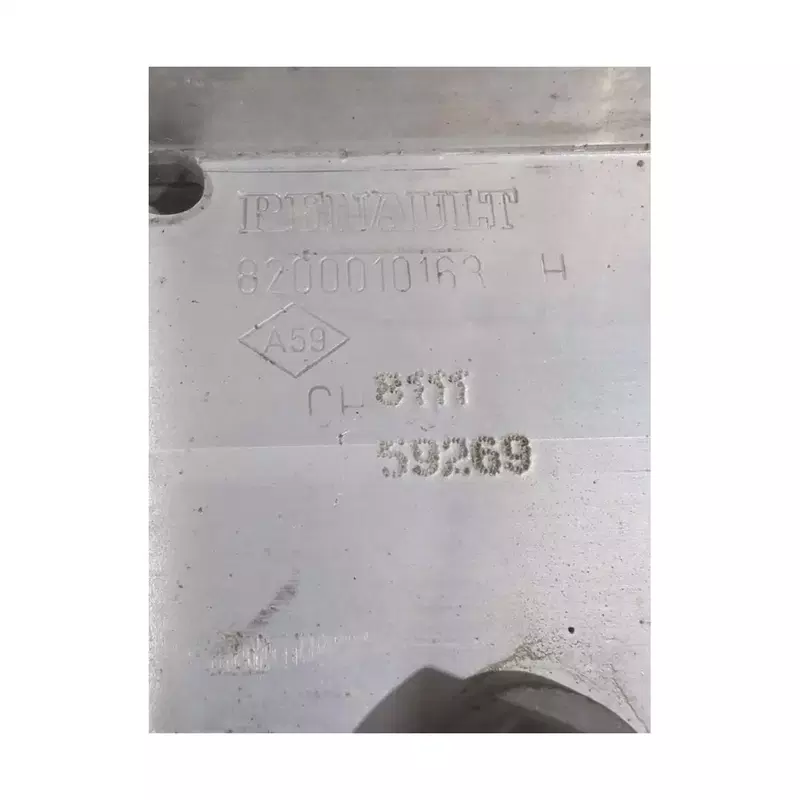 RENAULT
8200010163 H
A59
CH 8111
59269